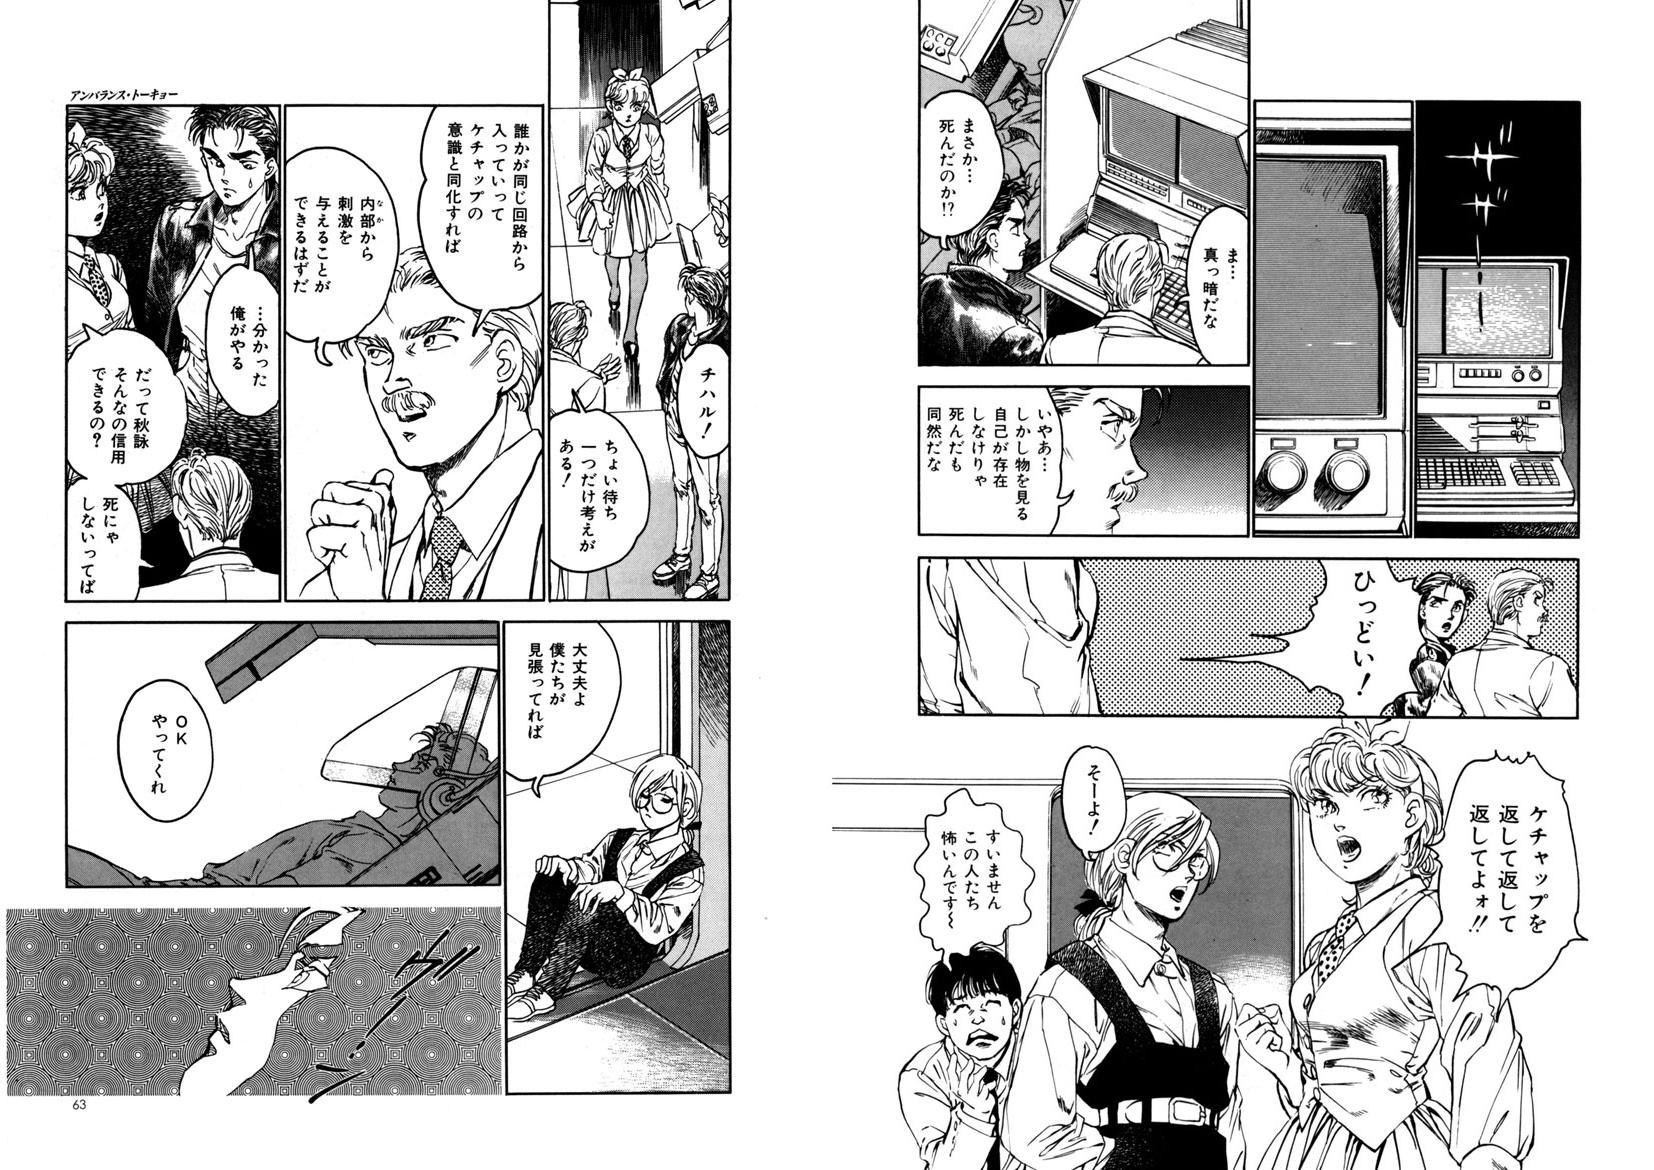 ザ
ザ
ま…
真っ暗だな
まさか…
死んだのか!?
いやあ…
しかし物を見る
自己が存在
しなけりゃ
死んだも
同然だな
ひっどい!
ケチャップを
返して返して
返してよォ!!
そーよ!
すいません
この人たち
怖いんです〜
アンバランス・トーキョー
チハル!
ちょい待ち
一つだけ考えが
ある!
誰かが同じ回路から
入っていって
ケチャップの
意識と同化すれば
内部から
なか
刺激を
与えることが
できるはずだ
…分かった
俺がやる
だって秋詠
そんなの信用
できるの?
死にゃ
しないってば
大丈夫よ
僕たちが
見張ってれば
OK
やってくれ
ヴン
63